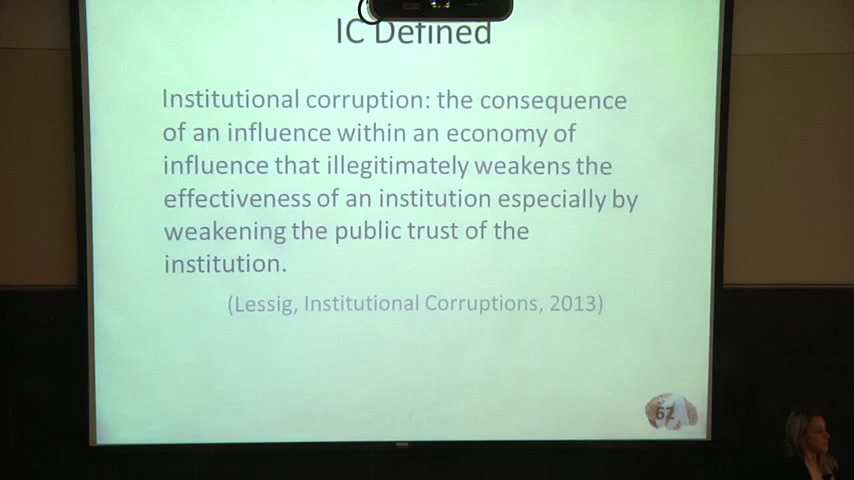 IC Defined
Institutional corruption: the consequence
of an influence within an economy of
influence that illegitimately weakens the
effectiveness of an institution especially by
weakening the public trust of the
institution.
(Lessig, Institutional Corruptions, 2013)
62